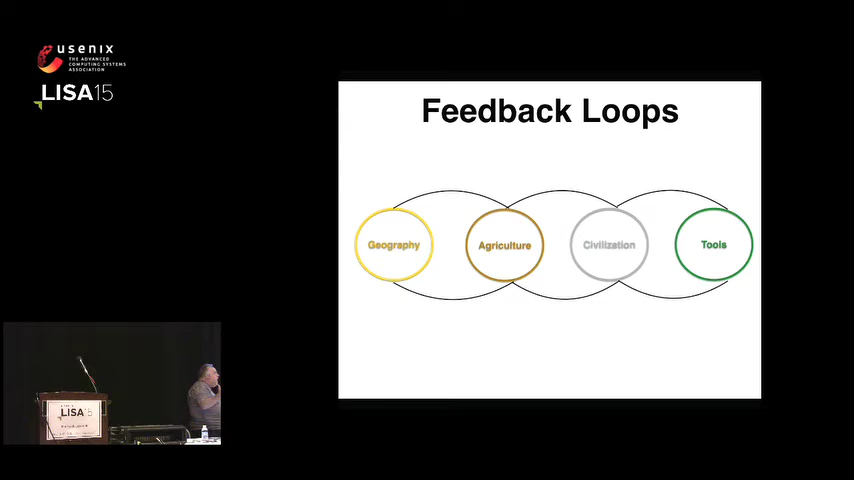 usenix
THE ADVANCED
COMPUTING SYSTEMS
ASSOCIATION
LISA15
Feedback Loops
Geography
Agriculture
Civilization
Tools
LISA15